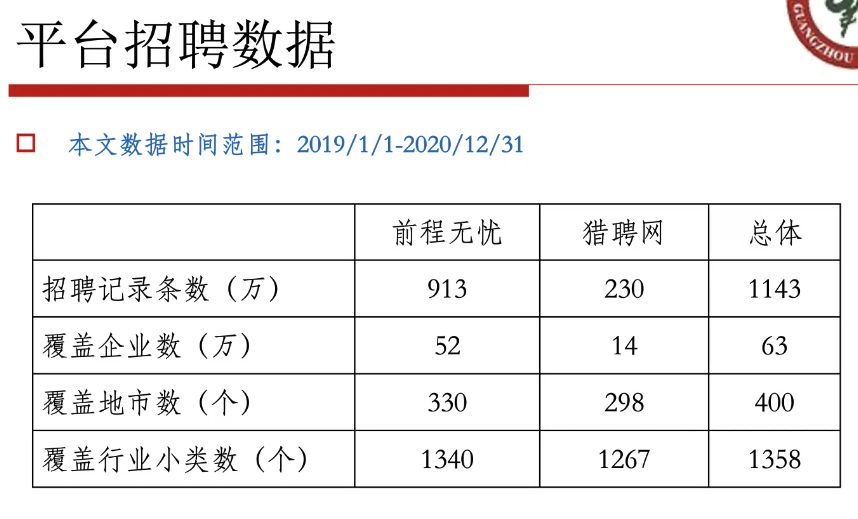 平台招聘数据
GUANGZHOU
本文数据时间范围：2019/1/1-2020/12/31
前程无忧 猎聘网 总体
招聘记录条数（万） 913 230 1143
覆盖企业数（万） 52 14 63
覆盖地市数（个） 330 298 400
覆盖行业小类数（个） 1340 1267 1358